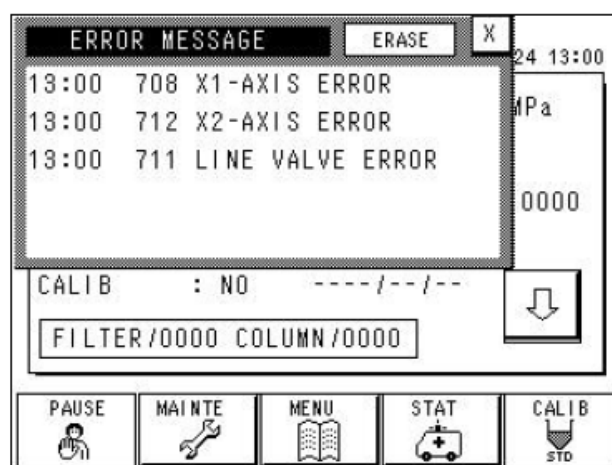 ERROR MESSAGE ERASE X
24 13:00
13:00 708 X1-AXIS ERROR
MPa
13:00 712 X2-AXIS ERROR
13:00 711 LINE VALVE ERROR
0000
CALIB : NO ----/--/--
FILTER/0000 COLUMN/0000
PAUSE MAINTE MENU STAT CALIB
STD